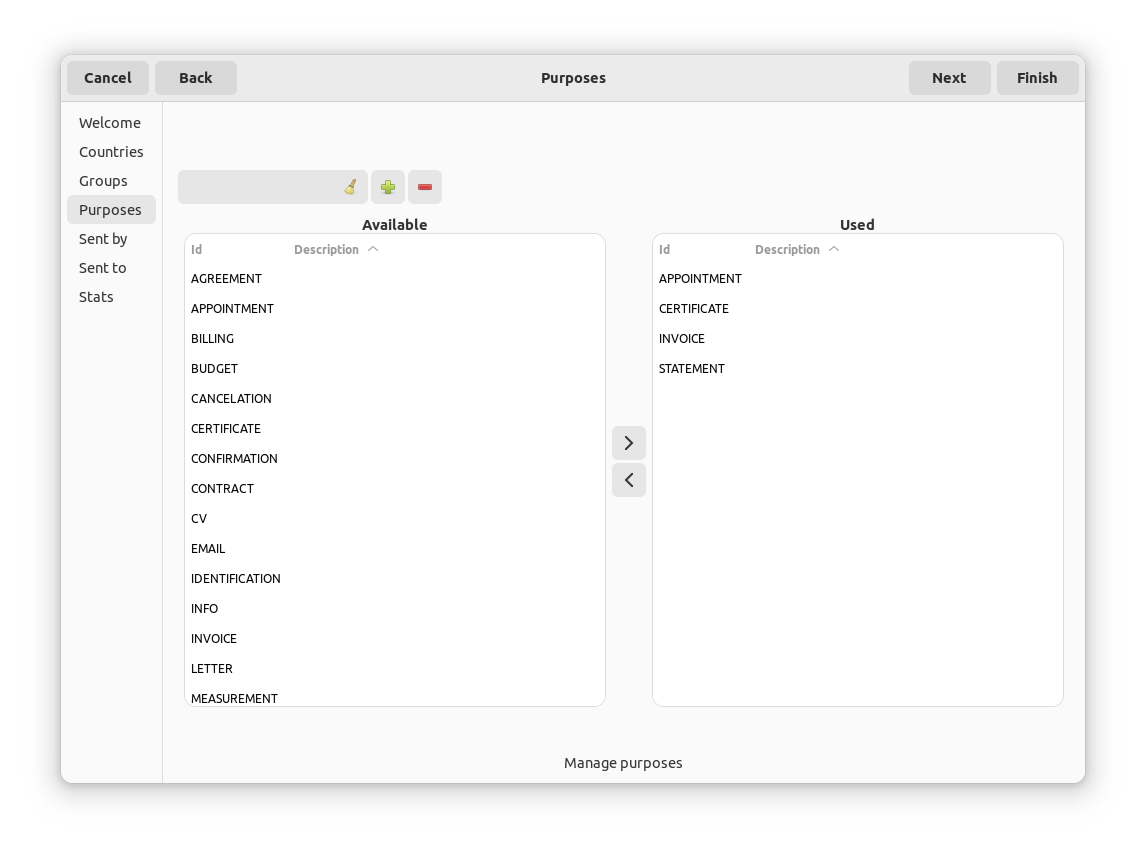 Cancel Back Purposes Next Finish
Welcome
Countries
Groups
Purposes
Sent by
Sent to
Stats
Available
Id Description
AGREEMENT
APPOINTMENT
BILLING
BUDGET
CANCELATION
CERTIFICATE
CONFIRMATION
CONTRACT
CV
EMAIL
IDENTIFICATION
INFO
INVOICE
LETTER
MEASUREMENT
Used
Id Description
APPOINTMENT
CERTIFICATE
INVOICE
STATEMENT
Manage purposes